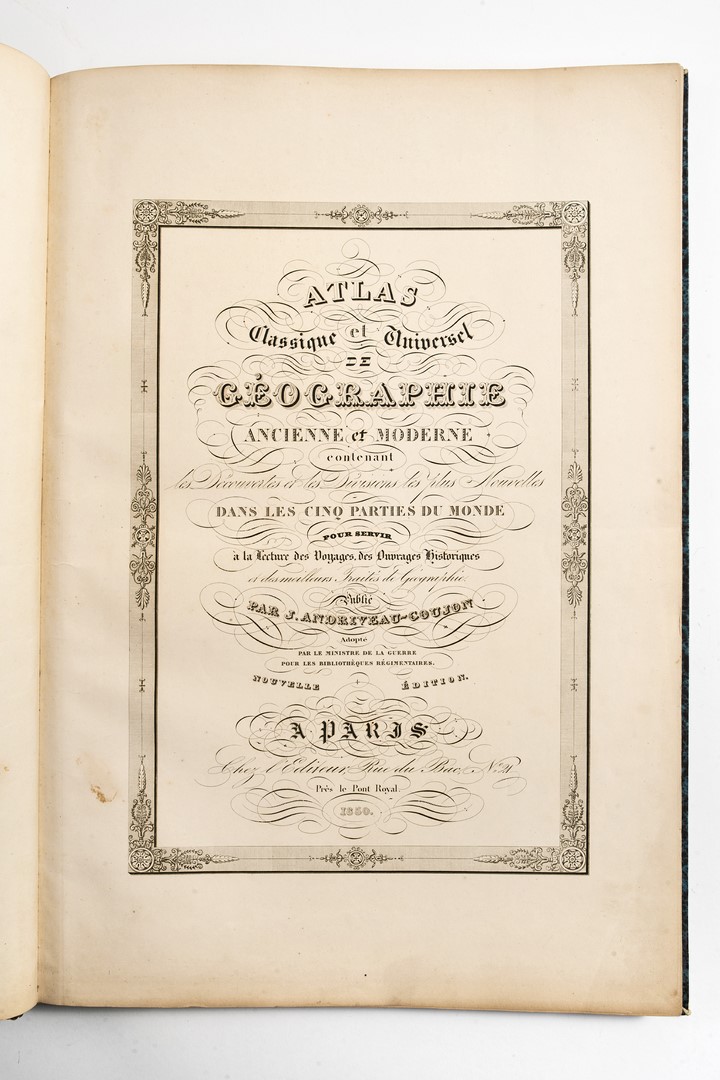 ATLAS
Classique et Universel
DE
GÉOGRAPHIE
ANCIENNE et MODERNE
contenant
les Découvertes et les Divisions les plus Nouvelles
DANS LES CINQ PARTIES DU MONDE
POUR SERVIR
à la Lecture des Voyages, des Ouvrages Historiques
et des meilleurs Traités de Géographie.
Publié
PAR J. ANDRIVEAU-GOUJON
Adopté
PAR LE MINISTRE DE LA GUERRE
POUR LES BIBLIOTHÈQUES RÉGIMENTAIRES.
NOUVELLE ÉDITION.
A PARIS
Chez l'Editeur, Rue du Bac, N. 21
Près le Pont Royal.
1850.